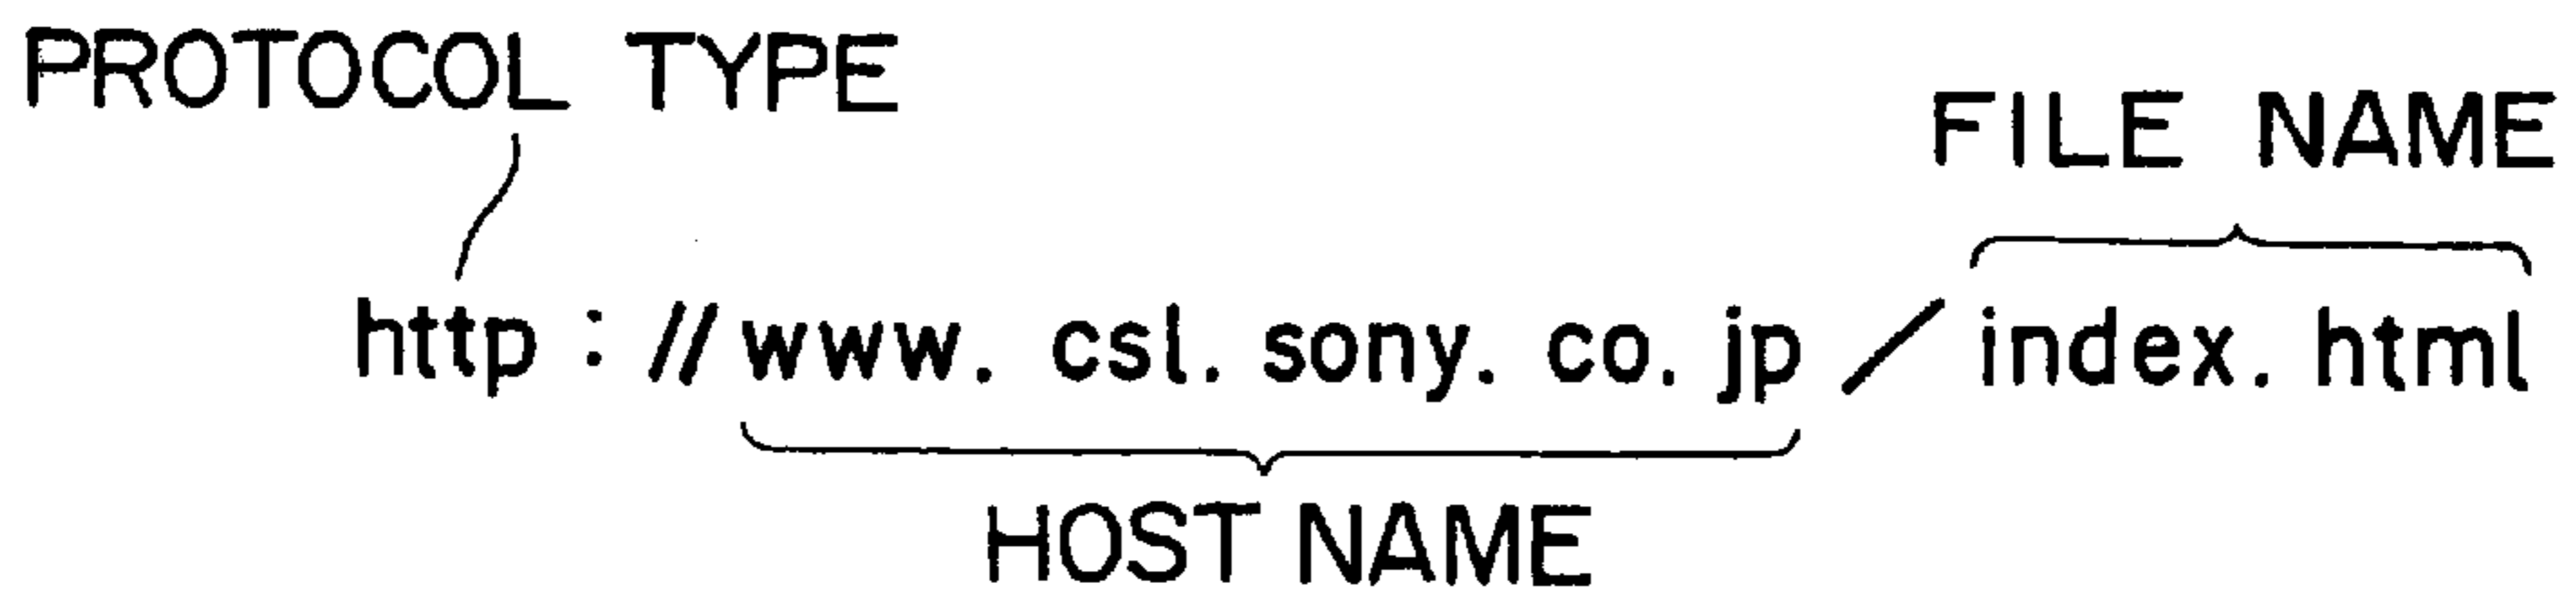 PROTOCOL TYPE
FILE NAME
http : //www. csl. sony. co. jp / index. html
HOST NAME